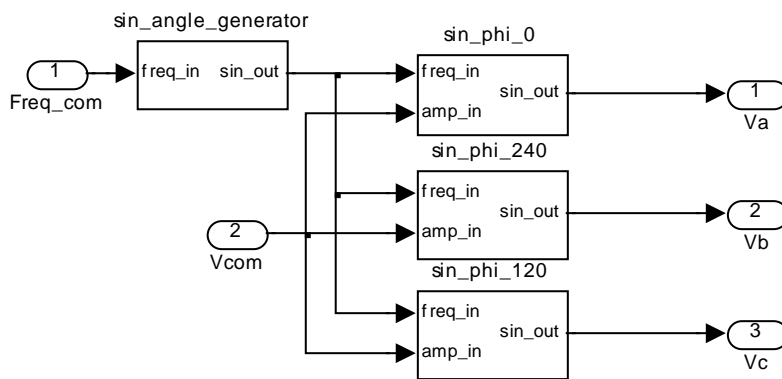 sin_angle_generator
sin_phi_0
1
freq_in
sin_out
freq_in
sin_out
1
Freq_com
amp_in
Va
sin_phi_240
freq_in
sin_out
2
2
amp_in
Vb
Vcom
sin_phi_120
freq_in
sin_out
3
amp_in
Vc